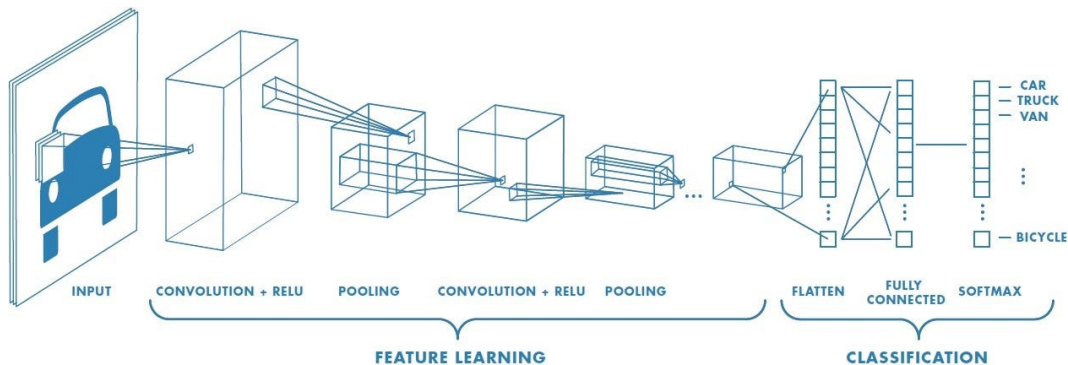 CAR
TRUCK
VAN
BICYCLE
INPUT
CONVOLUTION + RELU
POOLING
CONVOLUTION + RELU
POOLING
FLATTEN
FULLY
CONNECTED
SOFTMAX
FEATURE LEARNING
CLASSIFICATION